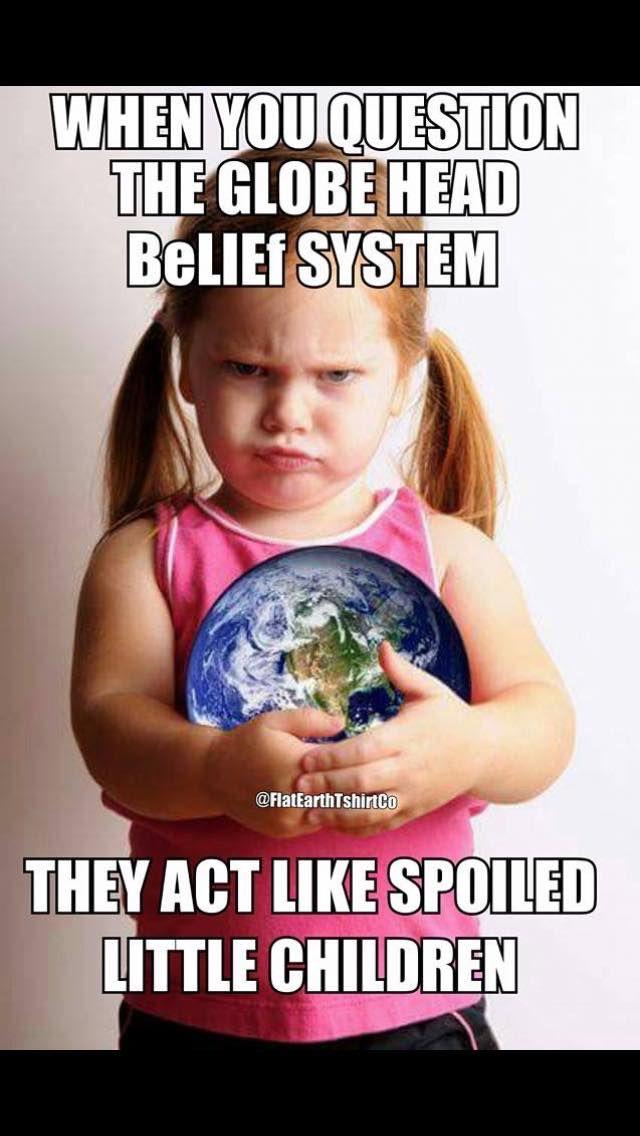 WHEN YOU QUESTION
THE GLOBE HEAD
BeLIEf SYSTEM
@FlatEarthTshirtCo
THEY ACT LIKE SPOILED
LITTLE CHILDREN